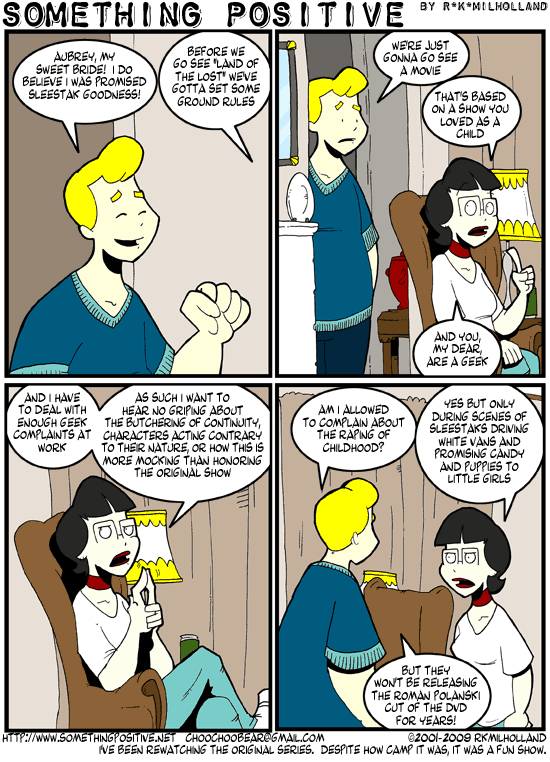 SOMETHING POSITIVE BY R*K*MILHOLLAND
AUBREY, MY
SWEET BRIDE! I DO
BELIEVE I WAS PROMISED
SLEESTAK GOODNESS!
BEFORE WE
GO SEE "LAND OF
THE LOST" WE'VE
GOTTA SET SOME
GROUND RULES
WE'RE JUST
GONNA GO SEE
A MOVIE
THAT'S BASED
ON A SHOW YOU
LOVED AS A
CHILD
AND YOU,
MY DEAR,
ARE A GEEK
AND I HAVE
TO DEAL WITH
ENOUGH GEEK
COMPLAINTS AT
WORK
AS SUCH I WANT TO
HEAR NO GRIPING ABOUT
THE BUTCHERING OF CONTINUITY,
CHARACTERS ACTING CONTRARY
TO THEIR NATURE, OR HOW THIS IS
MORE MOCKING THAN HONORING
THE ORIGINAL SHOW
AM I ALLOWED
TO COMPLAIN ABOUT
THE RAPING OF
CHILDHOOD?
YES BUT ONLY
DURING SCENES OF
SLEESTAKS DRIVING
WHITE VANS AND
PROMISING CANDY
AND PUPPIES TO
LITTLE GIRLS
BUT THEY
WON'T BE RELEASING
THE ROMAN POLANSKI
CUT OF THE DVD
FOR YEARS!
HTTP://WWW.SOMETHINGPOSITIVE.NET CHOOCHOOBEAR@GMAIL.COM ©2001-2009 RKMILHOLLAND
I'VE BEEN REWATCHING THE ORIGINAL SERIES. DESPITE HOW CAMP IT WAS, IT WAS A FUN SHOW.